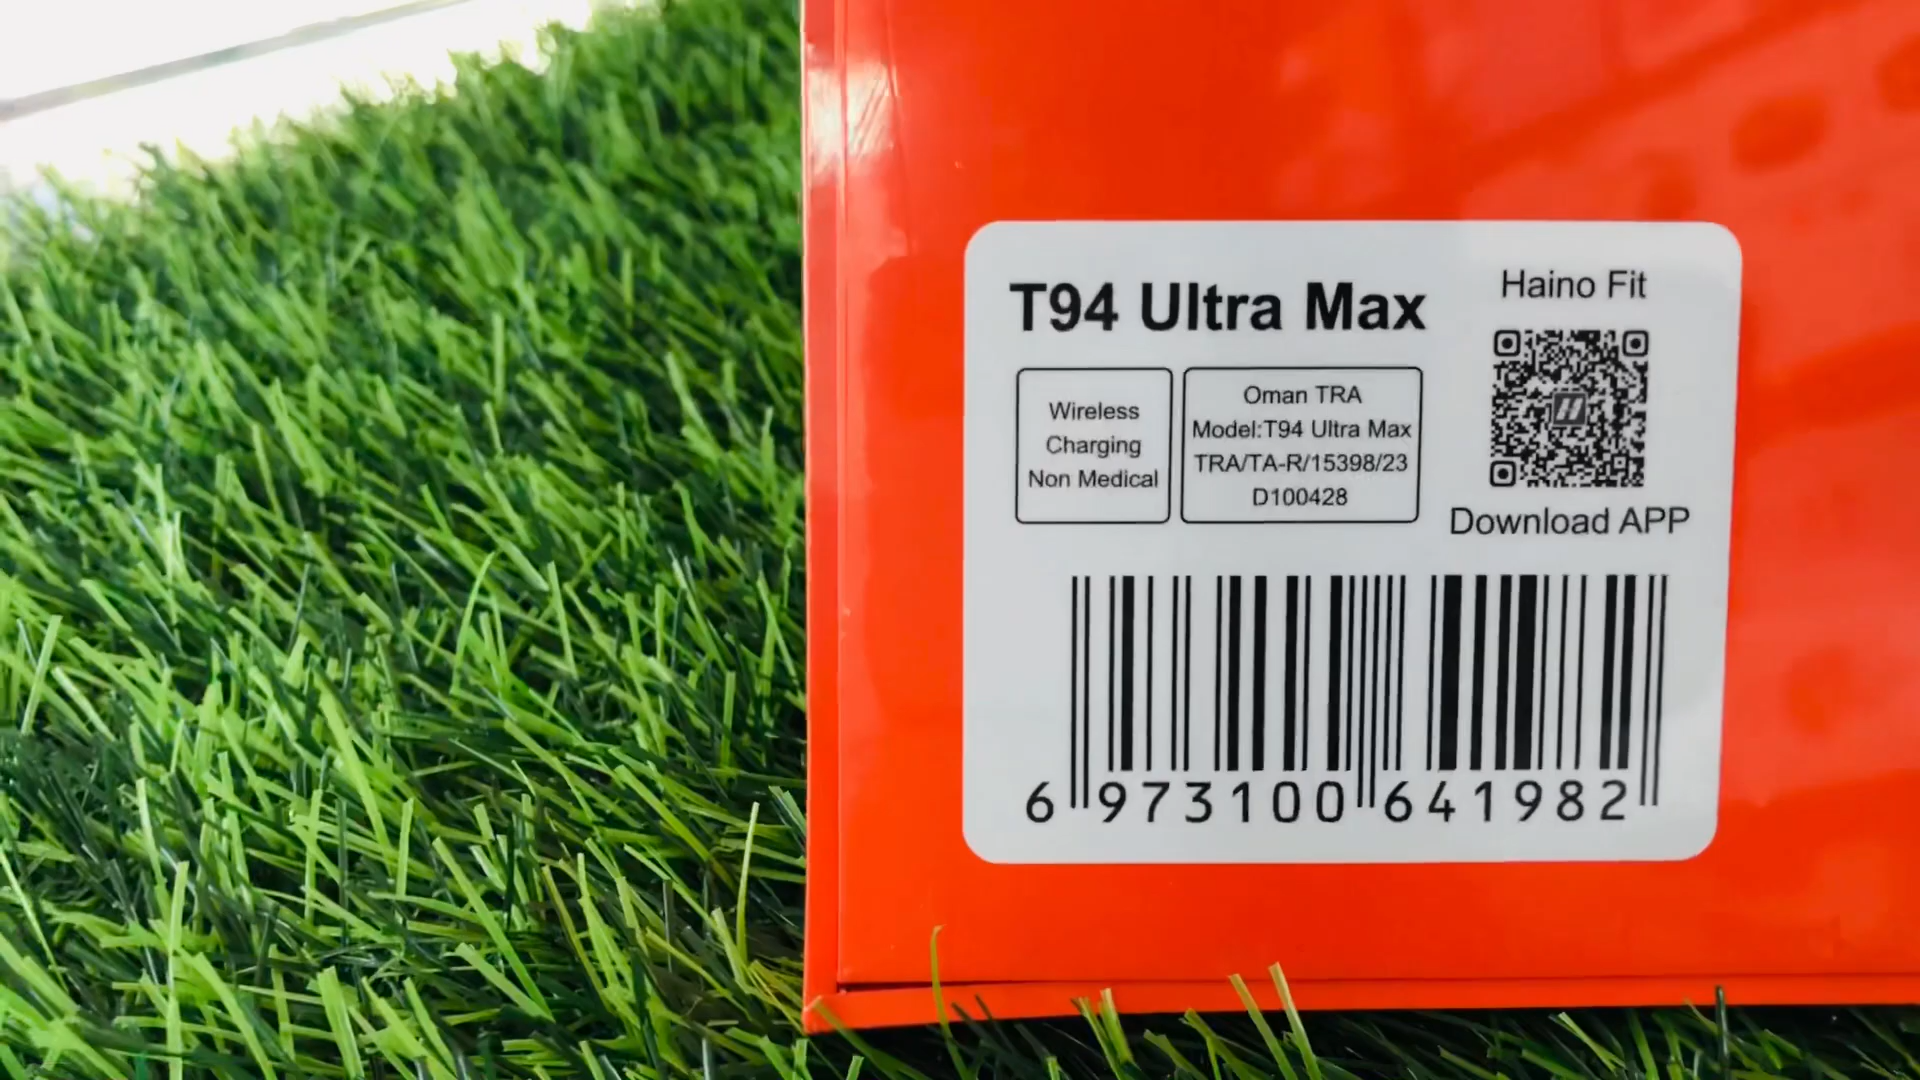 T94 Ultra Max
Haino Fit
Wireless
Charging
Non Medical
Oman TRA
Model:T94 Ultra Max
TRA/TA-R/15398/23
D100428
Download APP
6 973100 641982